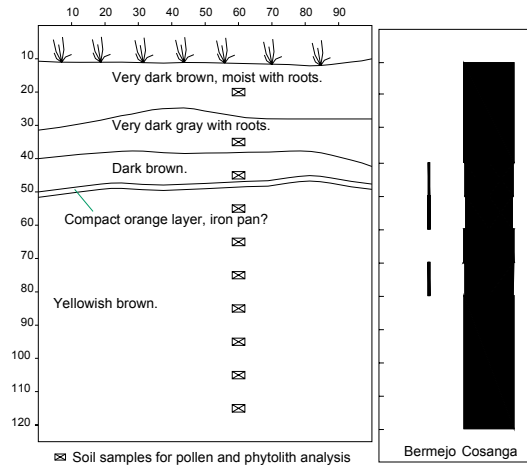 10 20 30 40 50 60 70 80 90
10
Very dark brown, moist with roots.
20
30
Very dark gray with roots.
40
Dark brown.
50
Compact orange layer, iron pan?
60
70
80
Yellowish brown.
90
100
110
120
Soil samples for pollen and phytolith analysis
Bermejo Cosanga